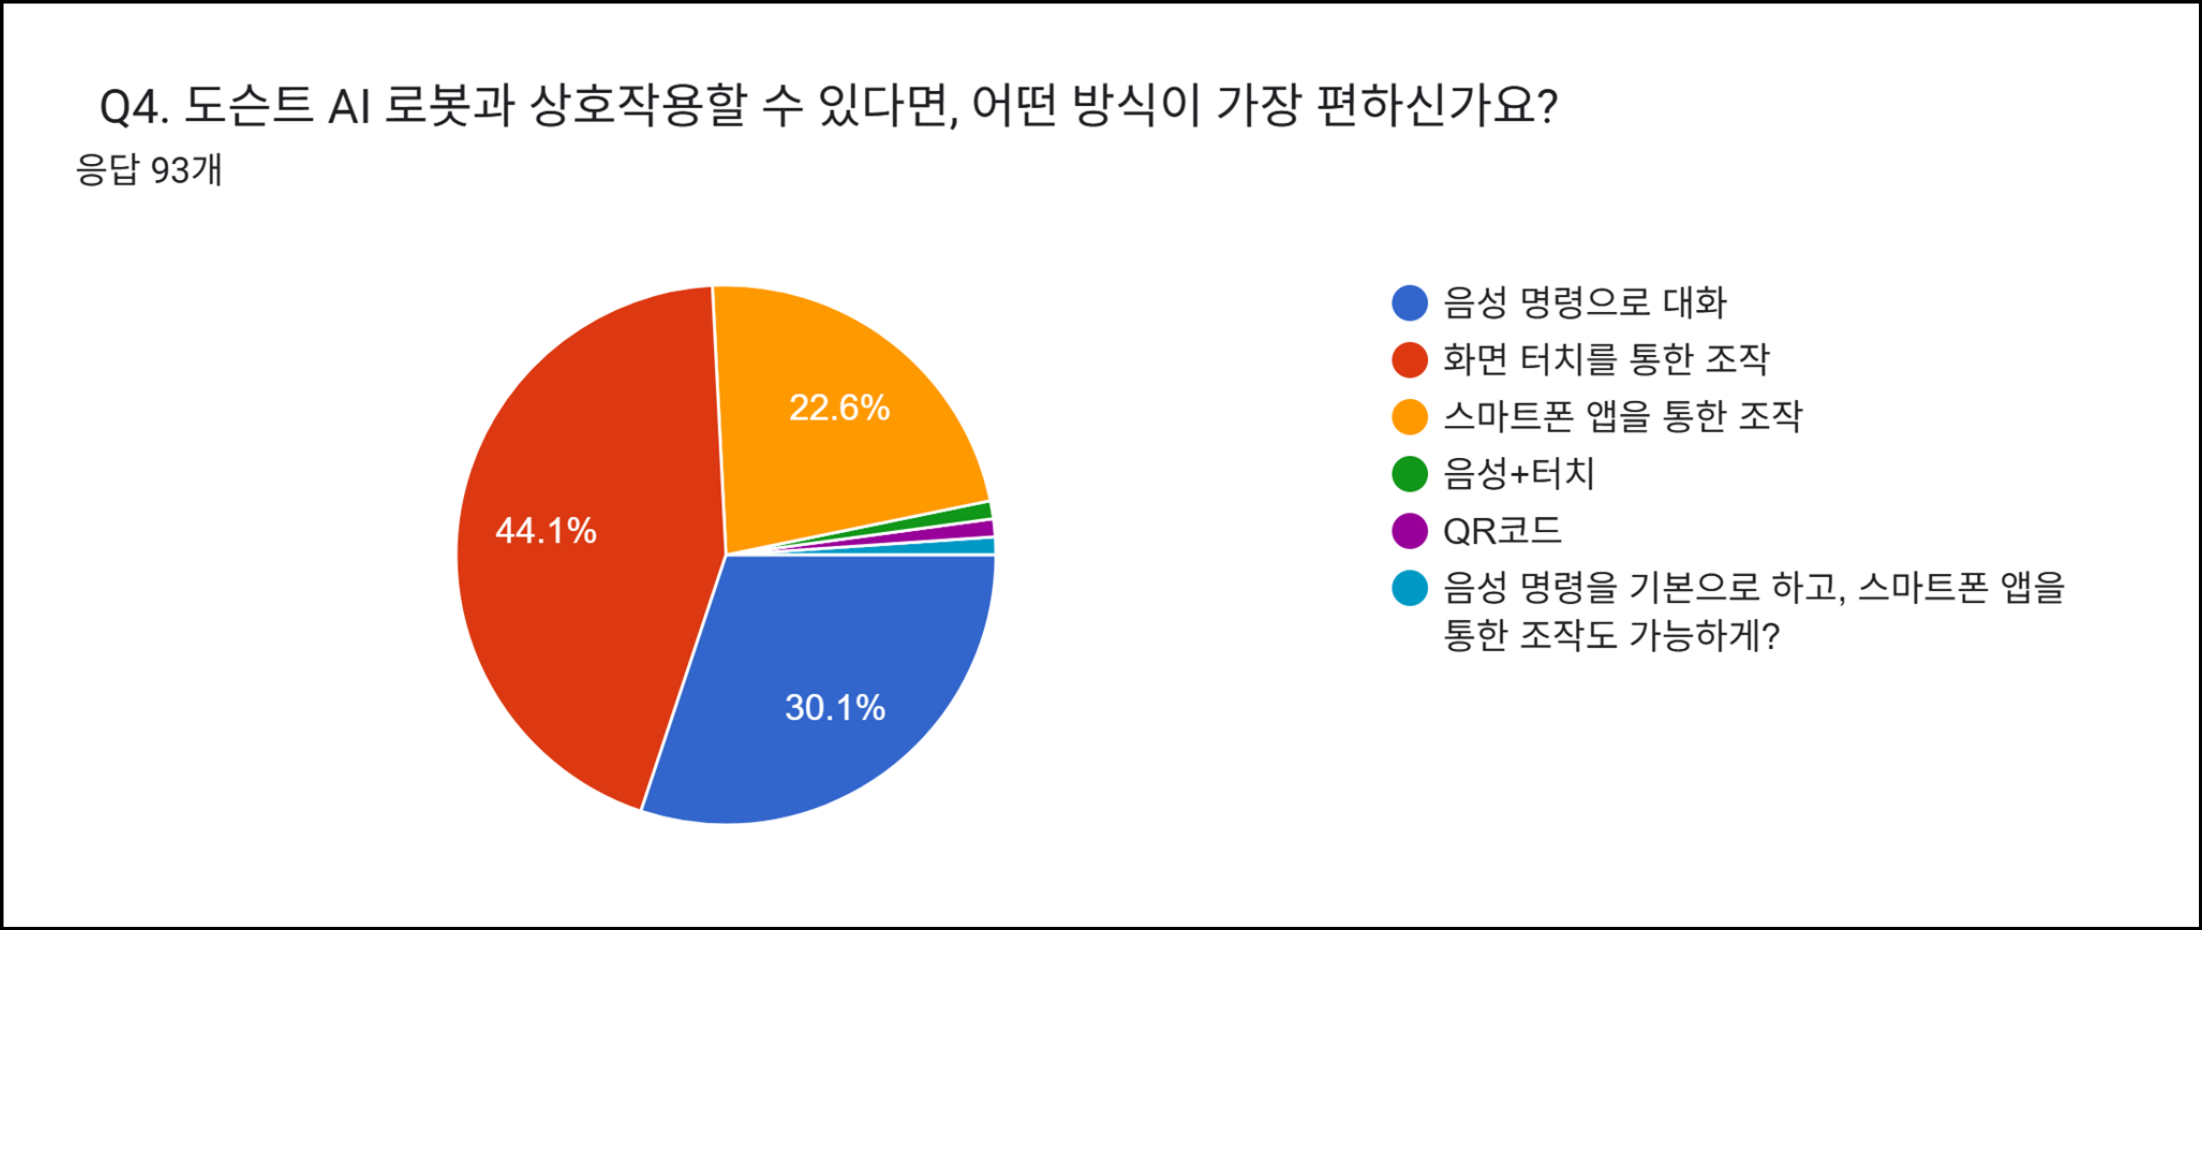 Q4. 도슨트 AI 로봇과 상호작용할 수 있다면, 어떤 방식이 가장 편하신가요?
응답 93개
22.6%
44.1%
30.1%
음성 명령으로 대화
화면 터치를 통한 조작
스마트폰 앱을 통한 조작
음성+터치
QR코드
음성 명령을 기본으로 하고, 스마트폰 앱을
통한 조작도 가능하게?